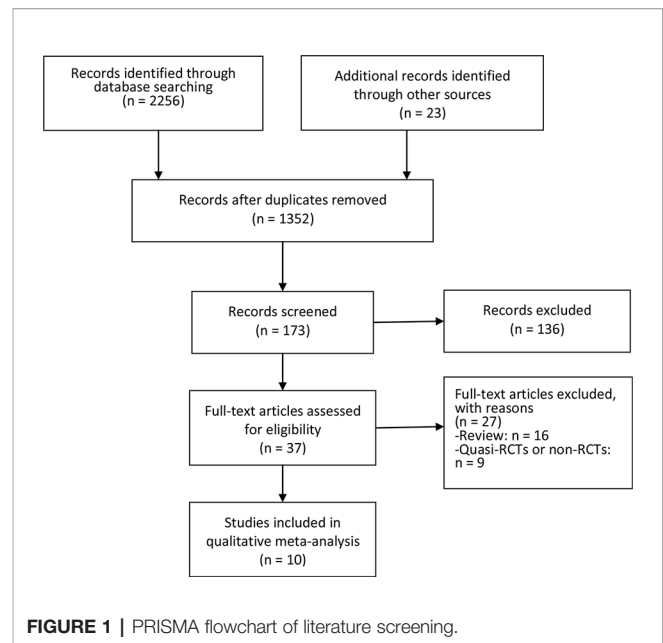 Records identified through
database searching
(n = 2256)
Additional records identified
through other sources
(n = 23)
Records after duplicates removed
(n = 1352)
Records screened
(n = 173)
Records excluded
(n = 136)
Full-text articles assessed
for eligibility
(n = 37)
Full-text articles excluded,
with reasons
(n = 27)
-Review: n = 16
-Quasi-RCTs or non-RCTs:
n = 9
Studies included in
qualitative meta-analysis
(n = 10)
FIGURE 1 | PRISMA flowchart of literature screening.